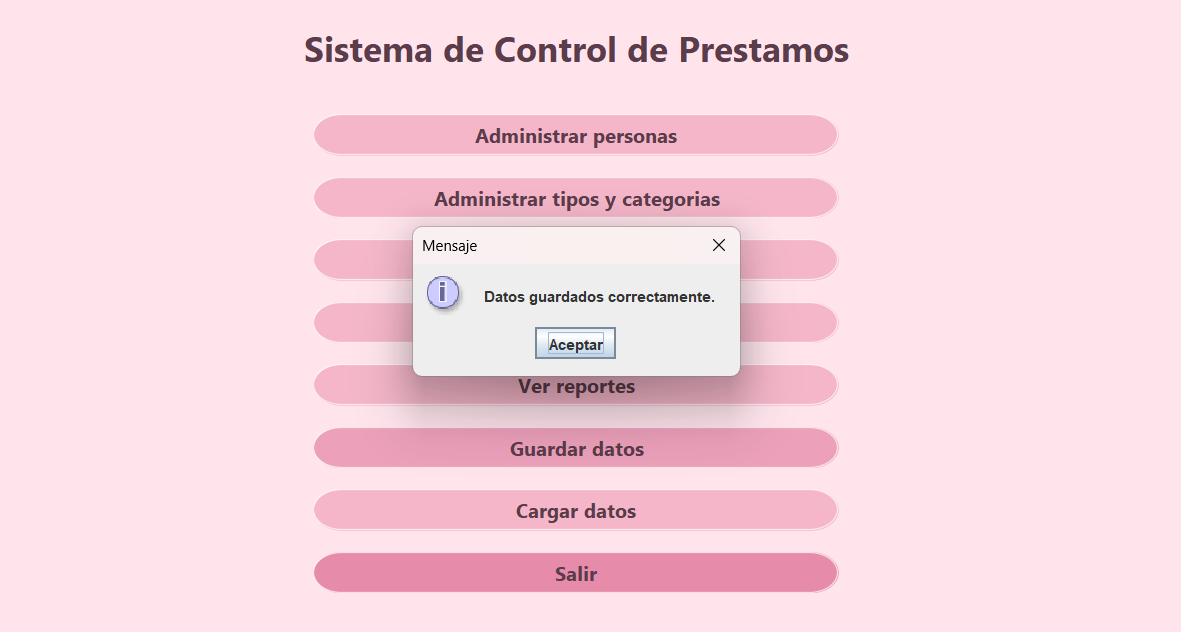 Sistema de Control de Prestamos
Administrar personas
Administrar tipos y categorias
Mensaje
i
Datos guardados correctamente.
Aceptar
Ver reportes
Guardar datos
Cargar datos
Salir